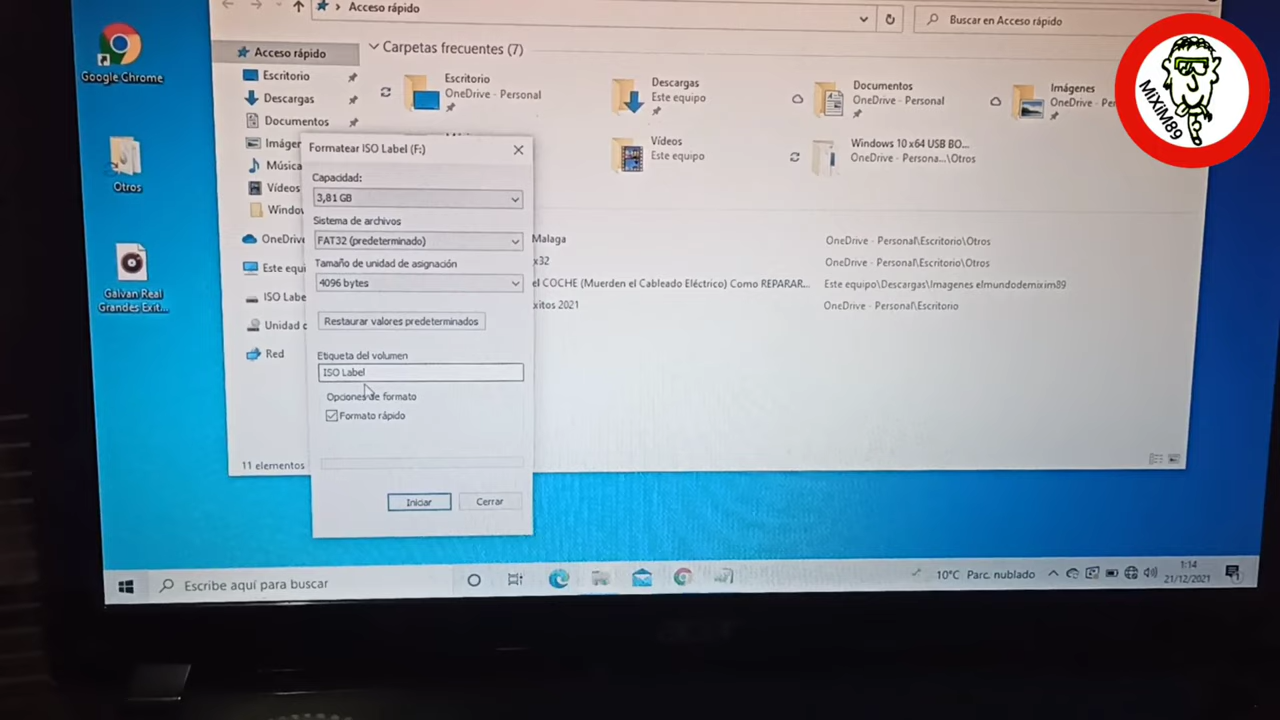 Acceso rápido
Buscar en Acceso rápido
MiXiM89
Google Chrome
Otros
Galvan Real
Grandes Exit...
Acceso rápido
Escritorio
Descargas
Documentos
Imáger
Música
Vídeos
Windo
OneDrive
Este equi
ISO Labe
Unidad
Red
11 elementos
Carpetas frecuentes (7)
Escritorio
OneDrive - Personal
Descargas
Este equipo
Documentos
OneDrive - Personal
Imágenes
OneDrive - Per
Vídeos
Este equipo
Windows 10 x64 USB BO...
OneDrive - Persona...\Otros
Malaga
OneDrive - Personal\Escritorio\Otros
x32
OneDrive - Personal\Escritorio\Otros
el COCHE (Muerden el Cableado Eléctrico) Como REPARAR...
Este equipo\Descargas\Imagenes elmundodemixim89
xitos 2021
OneDrive - Personal\Escritorio
Formatear ISO Label (F:)
Capacidad:
3,81 GB
Sistema de archivos
FAT32 (predeterminado)
Tamaño de unidad de asignación
4096 bytes
Restaurar valores predeterminados
Etiqueta del volumen
ISO Label
Opciones de formato
Formato rápido
Iniciar
Cerrar
Escribe aquí para buscar
10°C Parc. nublado
1:14
21/12/2021